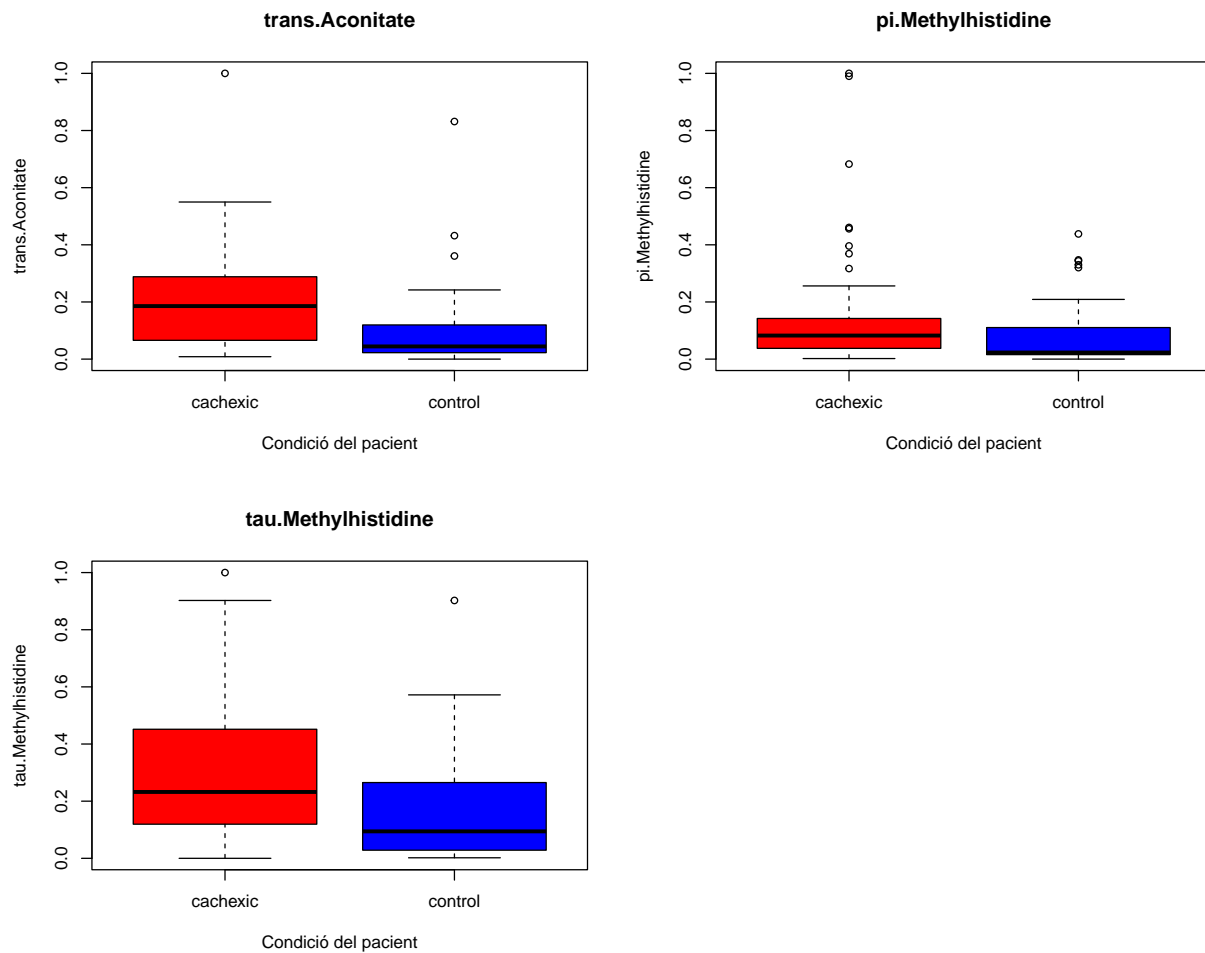 trans.Aconitate
trans.Aconitate
0.0 0.2 0.4 0.6 0.8 1.0
cachexic control
Condició del pacient
pi.Methylhistidine
pi.Methylhistidine
0.0 0.2 0.4 0.6 0.8 1.0
cachexic control
Condició del pacient
tau.Methylhistidine
tau.Methylhistidine
0.0 0.2 0.4 0.6 0.8 1.0
cachexic control
Condició del pacient